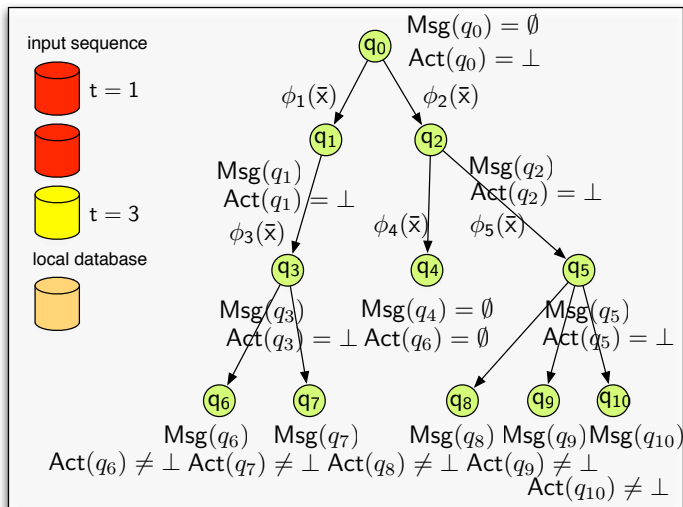 input sequence
t = 1
t = 3
local database
q₀
Msg(q₀) = ∅
Act(q₀) = ⊥
ϕ₁(x̄)
ϕ₂(x̄)
q₁
q₂
Msg(q₁)
Act(q₁) = ⊥
Msg(q₂)
Act(q₂) = ⊥
ϕ₃(x̄)
ϕ₄(x̄)
ϕ₅(x̄)
q₃
q₄
q₅
Msg(q₃)
Act(q₃) = ⊥
Msg(q₄) = ∅
Act(q₆) = ∅
Msg(q₅)
Act(q₅) = ⊥
q₆
q₇
q₈
q₉
q₁₀
Msg(q₆)
Msg(q₇)
Msg(q₈)
Msg(q₉)
Msg(q₁₀)
Act(q₆) ≠ ⊥
Act(q₇) ≠ ⊥
Act(q₈) ≠ ⊥
Act(q₉) ≠ ⊥
Act(q₁₀) ≠ ⊥